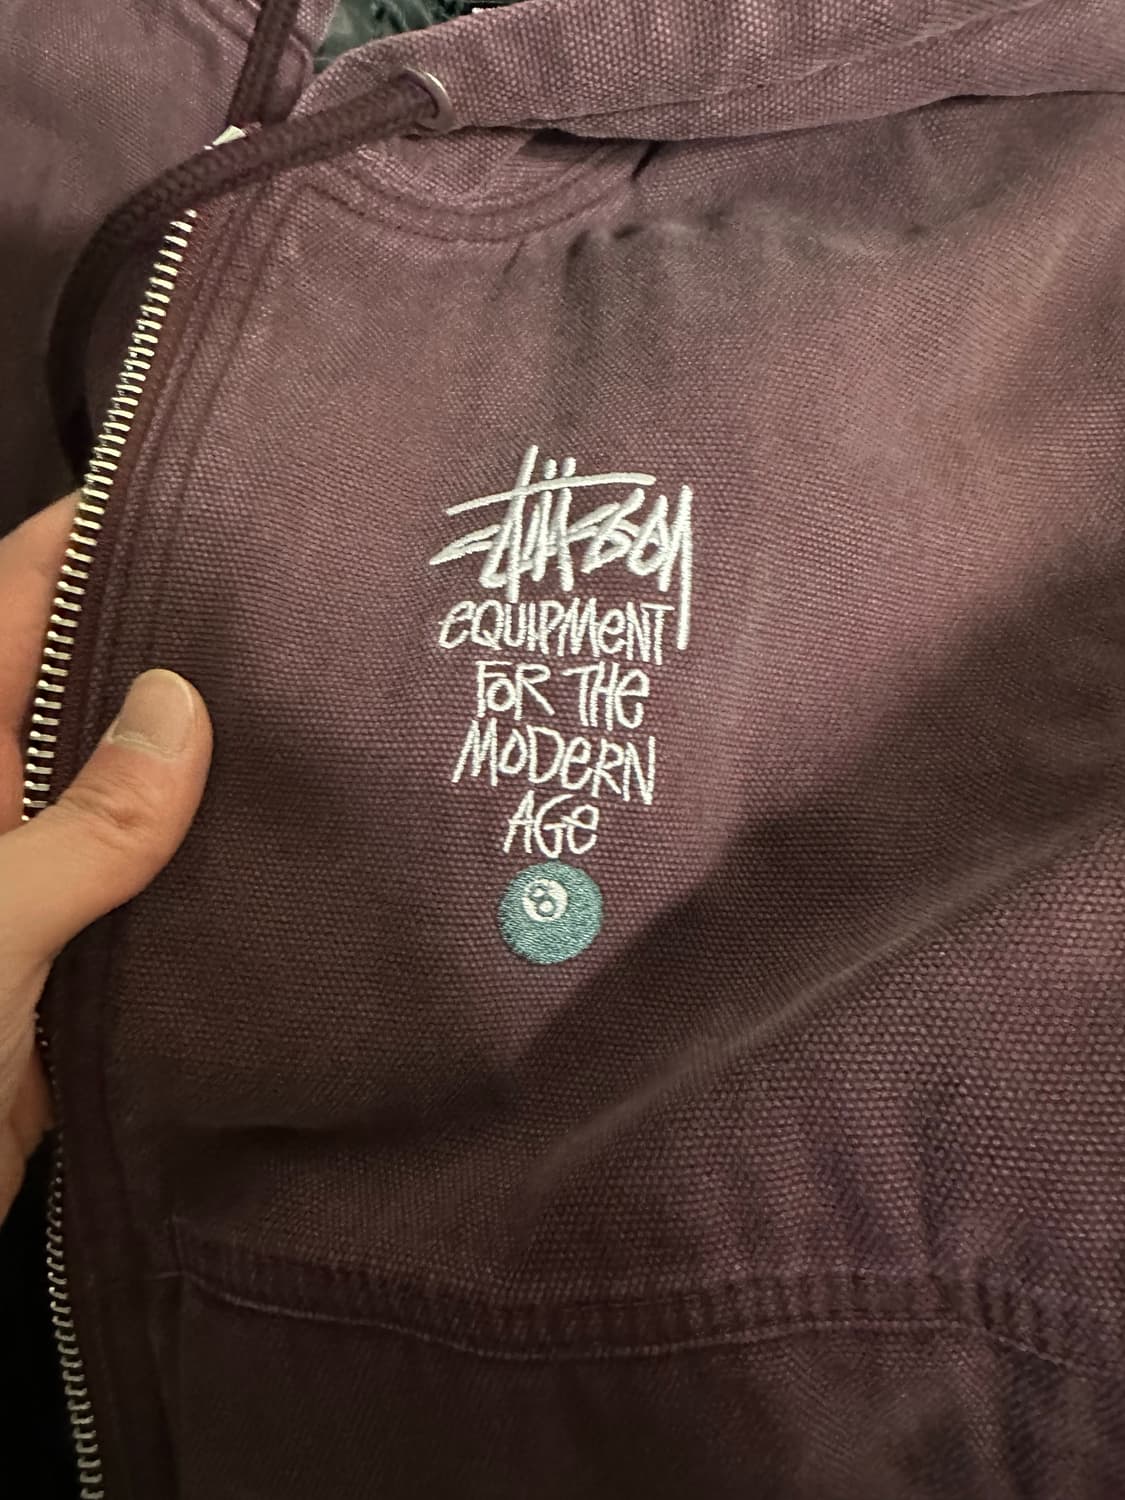 Stüssy
EQUIPMENT
FOR THE
MODERN
AGE
8